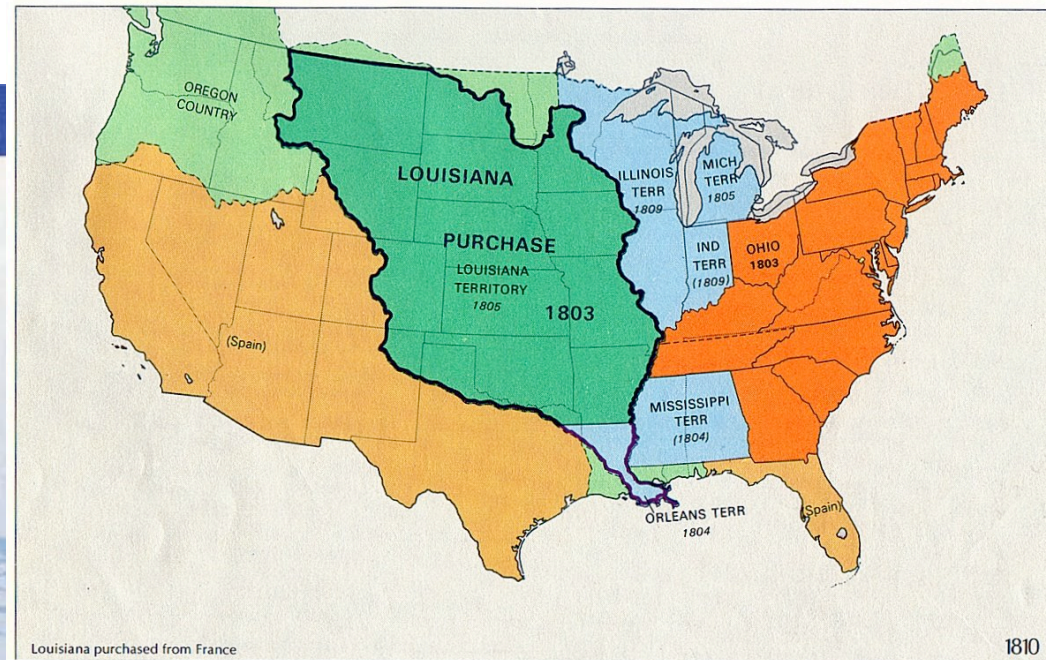 OREGON
COUNTRY
LOUISIANA
PURCHASE
LOUISIANA
TERRITORY
1805
1803
ILLINOIS
TERR
1809
MICH
TERR
1805
IND
TERR
(1809)
OHIO
1803
(Spain)
MISSISSIPPI
TERR
(1804)
ORLEANS TERR
1804
(Spain)
Louisiana purchased from France
1810